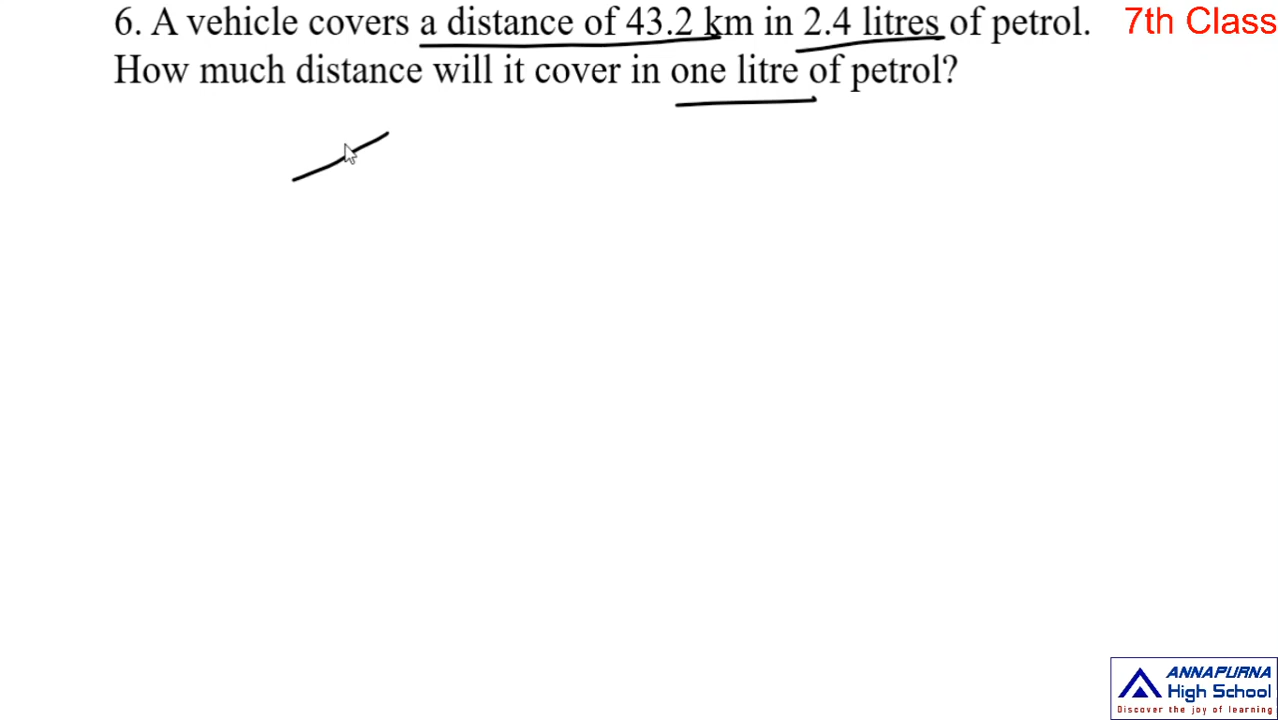 6. A vehicle covers a distance of 43.2 km in 2.4 litres of petrol. 7th Class
How much distance will it cover in one litre of petrol?
ANNAPURNA
High School
Discover the joy of learning